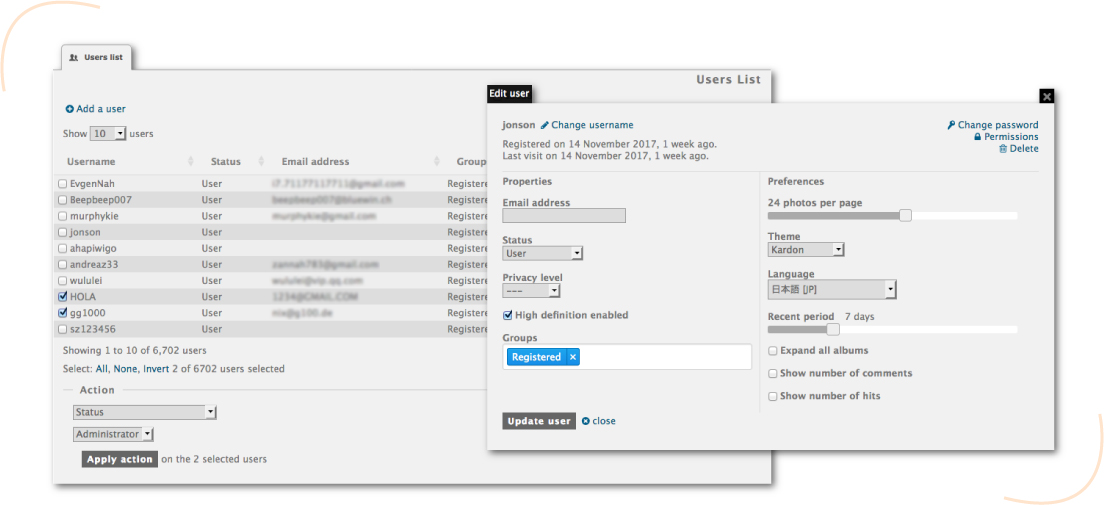 Users list
Users List
Add a user
Show 10 users
Username Status Email address Group
EvgenNah User Registere
Beepbeep007 User Registere
murphykie User Registere
jonson User Registere
ahapiwigo User Registere
andreaz33 User Registere
wululei User Registere
HOLA User Registere
gg1000 User Registere
sz123456 User Registere
Showing 1 to 10 of 6,702 users
Select: All, None, Invert 2 of 6702 users selected
Action
Status
Administrator
Apply action on the 2 selected users
Edit user
jonson Change username
Registered on 14 November 2017, 1 week ago.
Last visit on 14 November 2017, 1 week ago.
Change password
Permissions
Delete
Properties
Email address
Status
User
Privacy level
---
High definition enabled
Groups
Registered ×
Update user close
Preferences
24 photos per page
Theme
Kardon
Language
日本語 [JP]
Recent period 7 days
Expand all albums
Show number of comments
Show number of hits